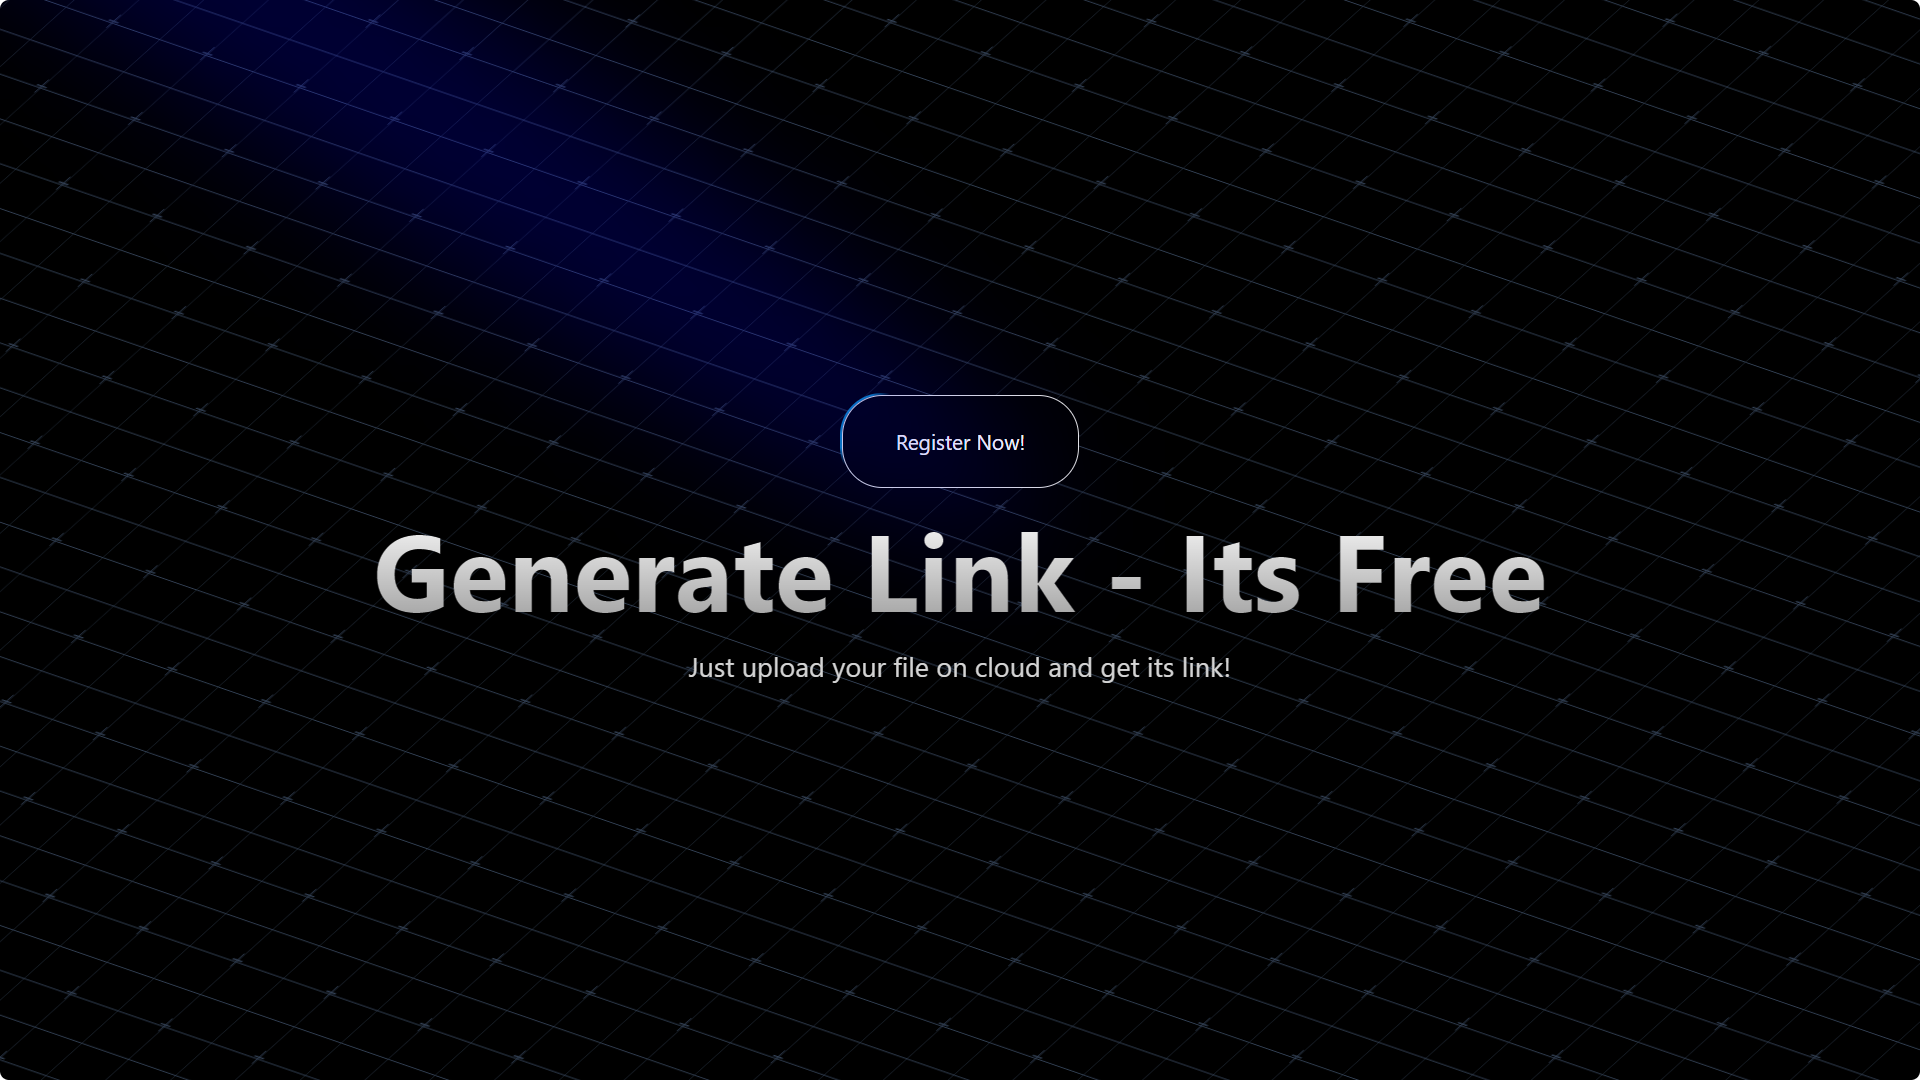 Register Now!
Generate Link - Its Free
Just upload your file on cloud and get its link!